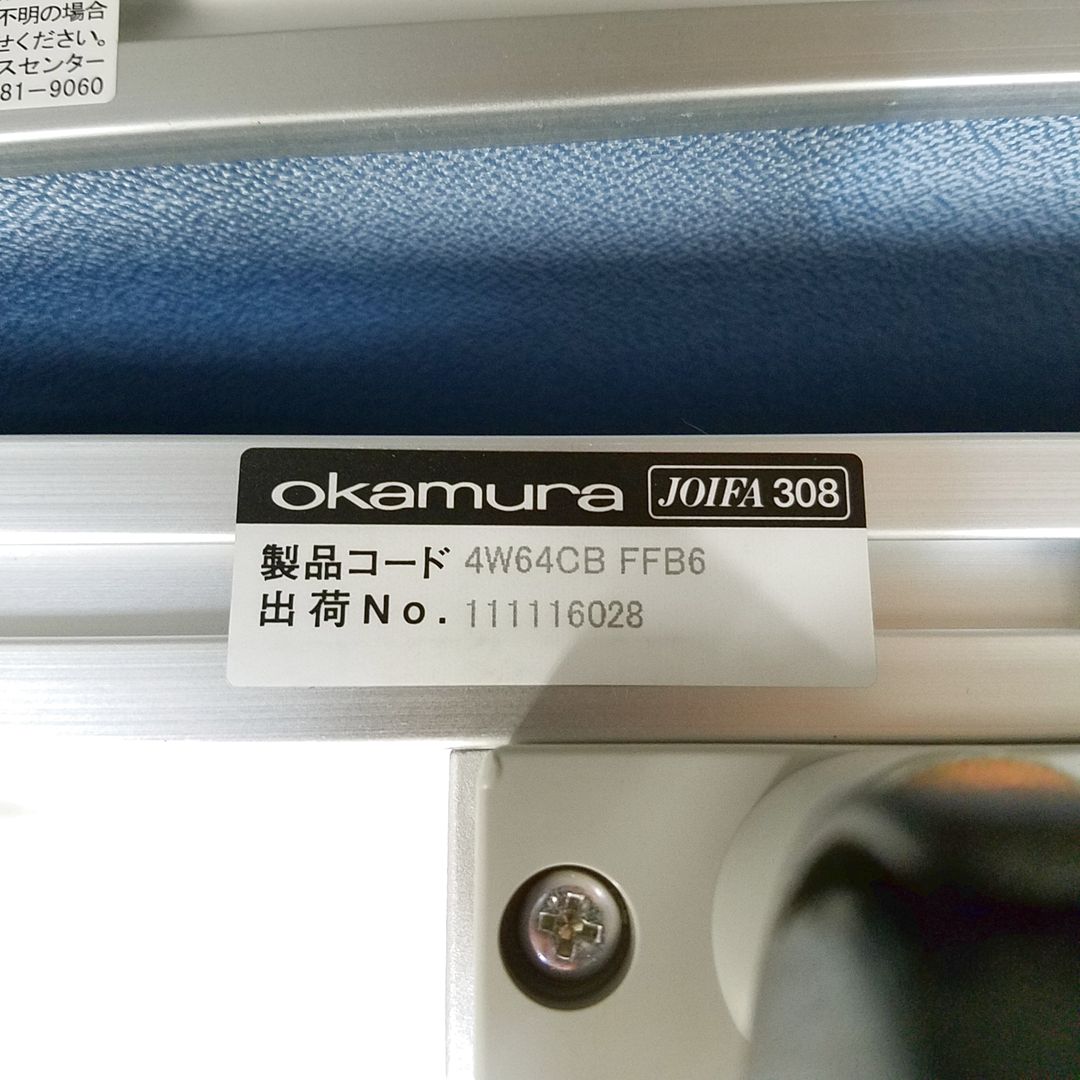 不明の場合
せください。
スセンター
81-9060
okamura JOIFA 308
製品コード 4W64CB FFB6
出荷No. 111116028